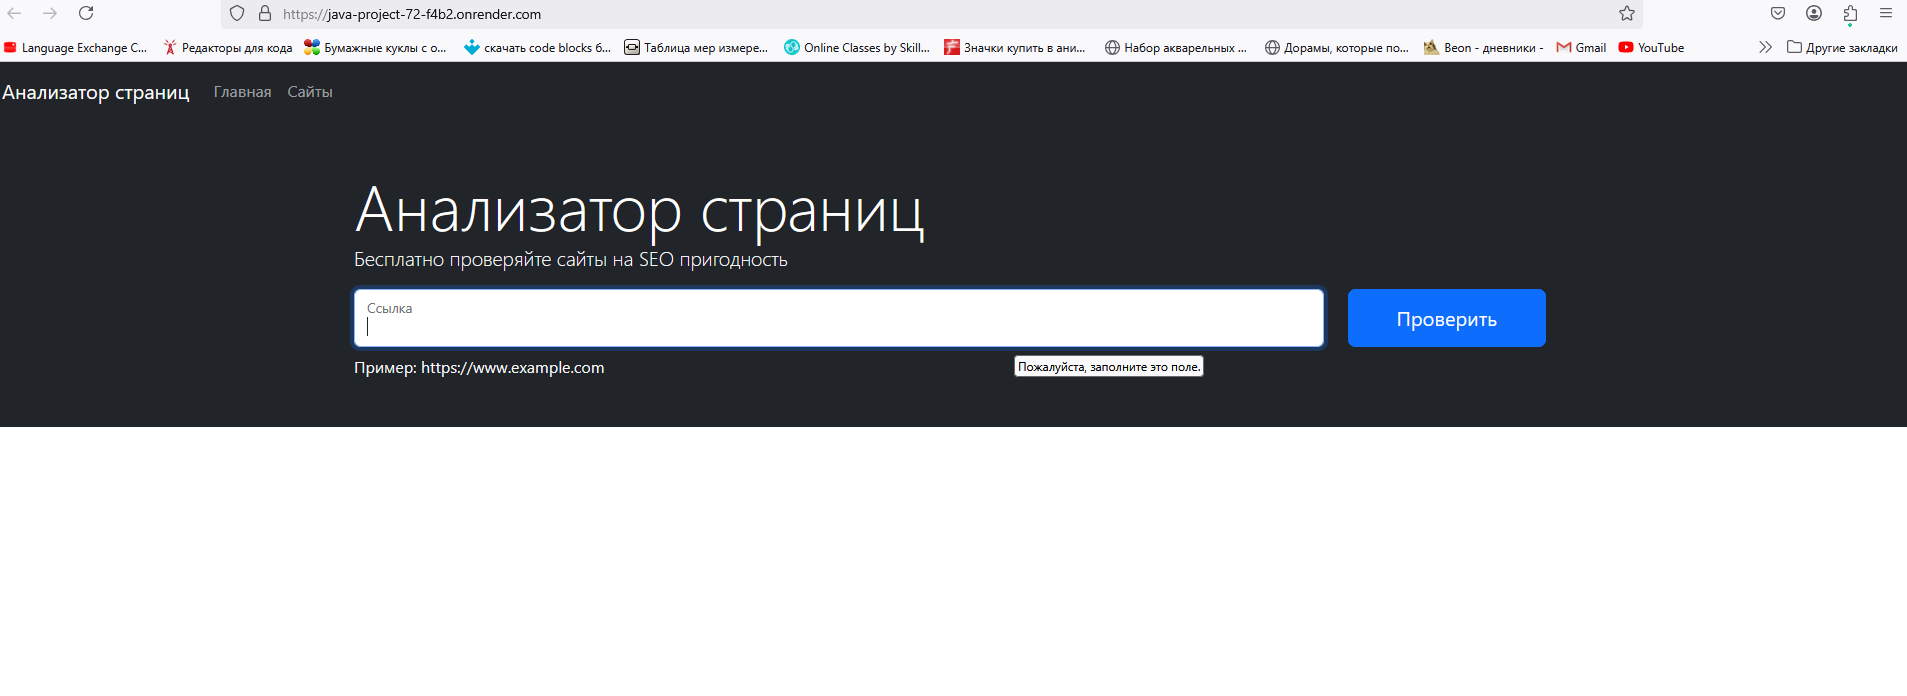 https://java-project-72-f4b2.onrender.com
Language Exchange C... Редакторы для кода Бумажные куклы с о... скачать code blocks б... Таблица мер измере... Online Classes by Skill... Значки купить в ани... Набор акварельных ... Дорамы, которые по... Beon - дневники - Gmail YouTube Другие закладки
Анализатор страниц Главная Сайты
Анализатор страниц
Бесплатно проверяйте сайты на SEO пригодность
Ссылка
Проверить
Пример: https://www.example.com
Пожалуйста, заполните это поле.